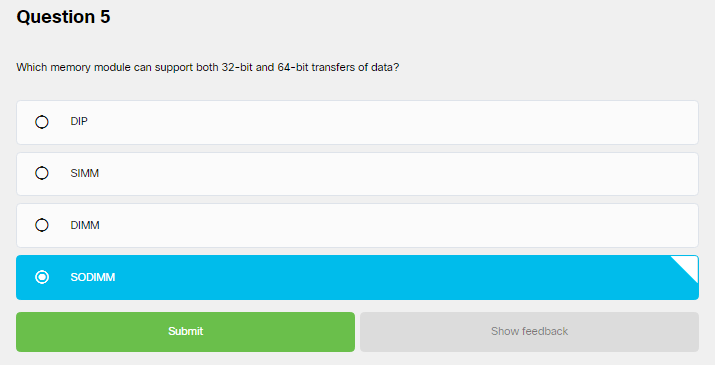 Question 5
Which memory module can support both 32-bit and 64-bit transfers of data?
DIP
SIMM
DIMM
SODIMM
Submit
Show feedback